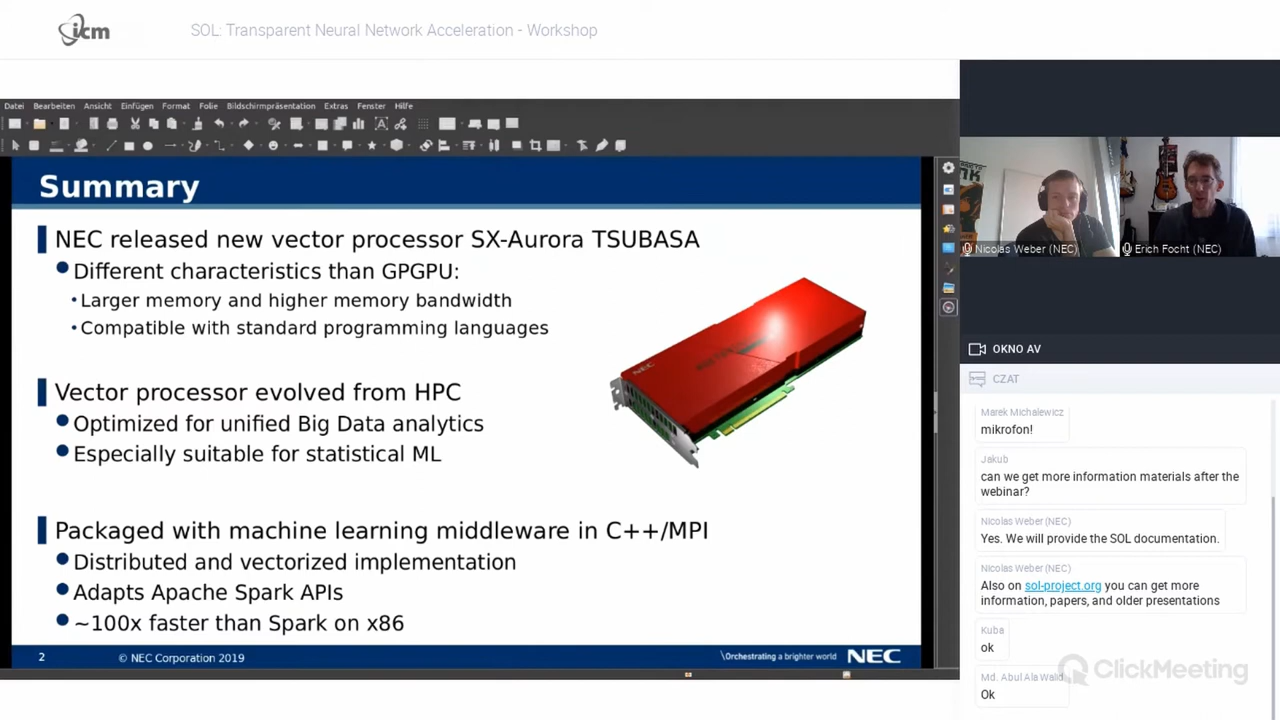 icm
SOL: Transparent Neural Network Acceleration - Workshop
Datei Bearbeiten Ansicht Einfügen Format Folie Bildschirmpräsentation Extras Fenster Hilfe
Summary
NEC released new vector processor SX-Aurora TSUBASA
Different characteristics than GPGPU:
Larger memory and higher memory bandwidth
Compatible with standard programming languages
NEC
Vector processor evolved from HPC
Optimized for unified Big Data analytics
Especially suitable for statistical ML
Packaged with machine learning middleware in C++/MPI
Distributed and vectorized implementation
Adapts Apache Spark APIs
~100x faster than Spark on x86
2
© NEC Corporation 2019
\Orchestrating a brighter world
NEC
Nicolas Weber (NEC)
Erich Focht (NEC)
OKNO AV
CZAT
Marek Michalewicz
mikrofon!
Jakub
can we get more information materials after the
webinar?
Nicolas Weber (NEC)
Yes. We will provide the SOL documentation.
Nicolas Weber (NEC)
Also on sol-project.org you can get more
information, papers, and older presentations
Kuba
ok
Md. Abul Ala Walid
Ok
ClickMeeting